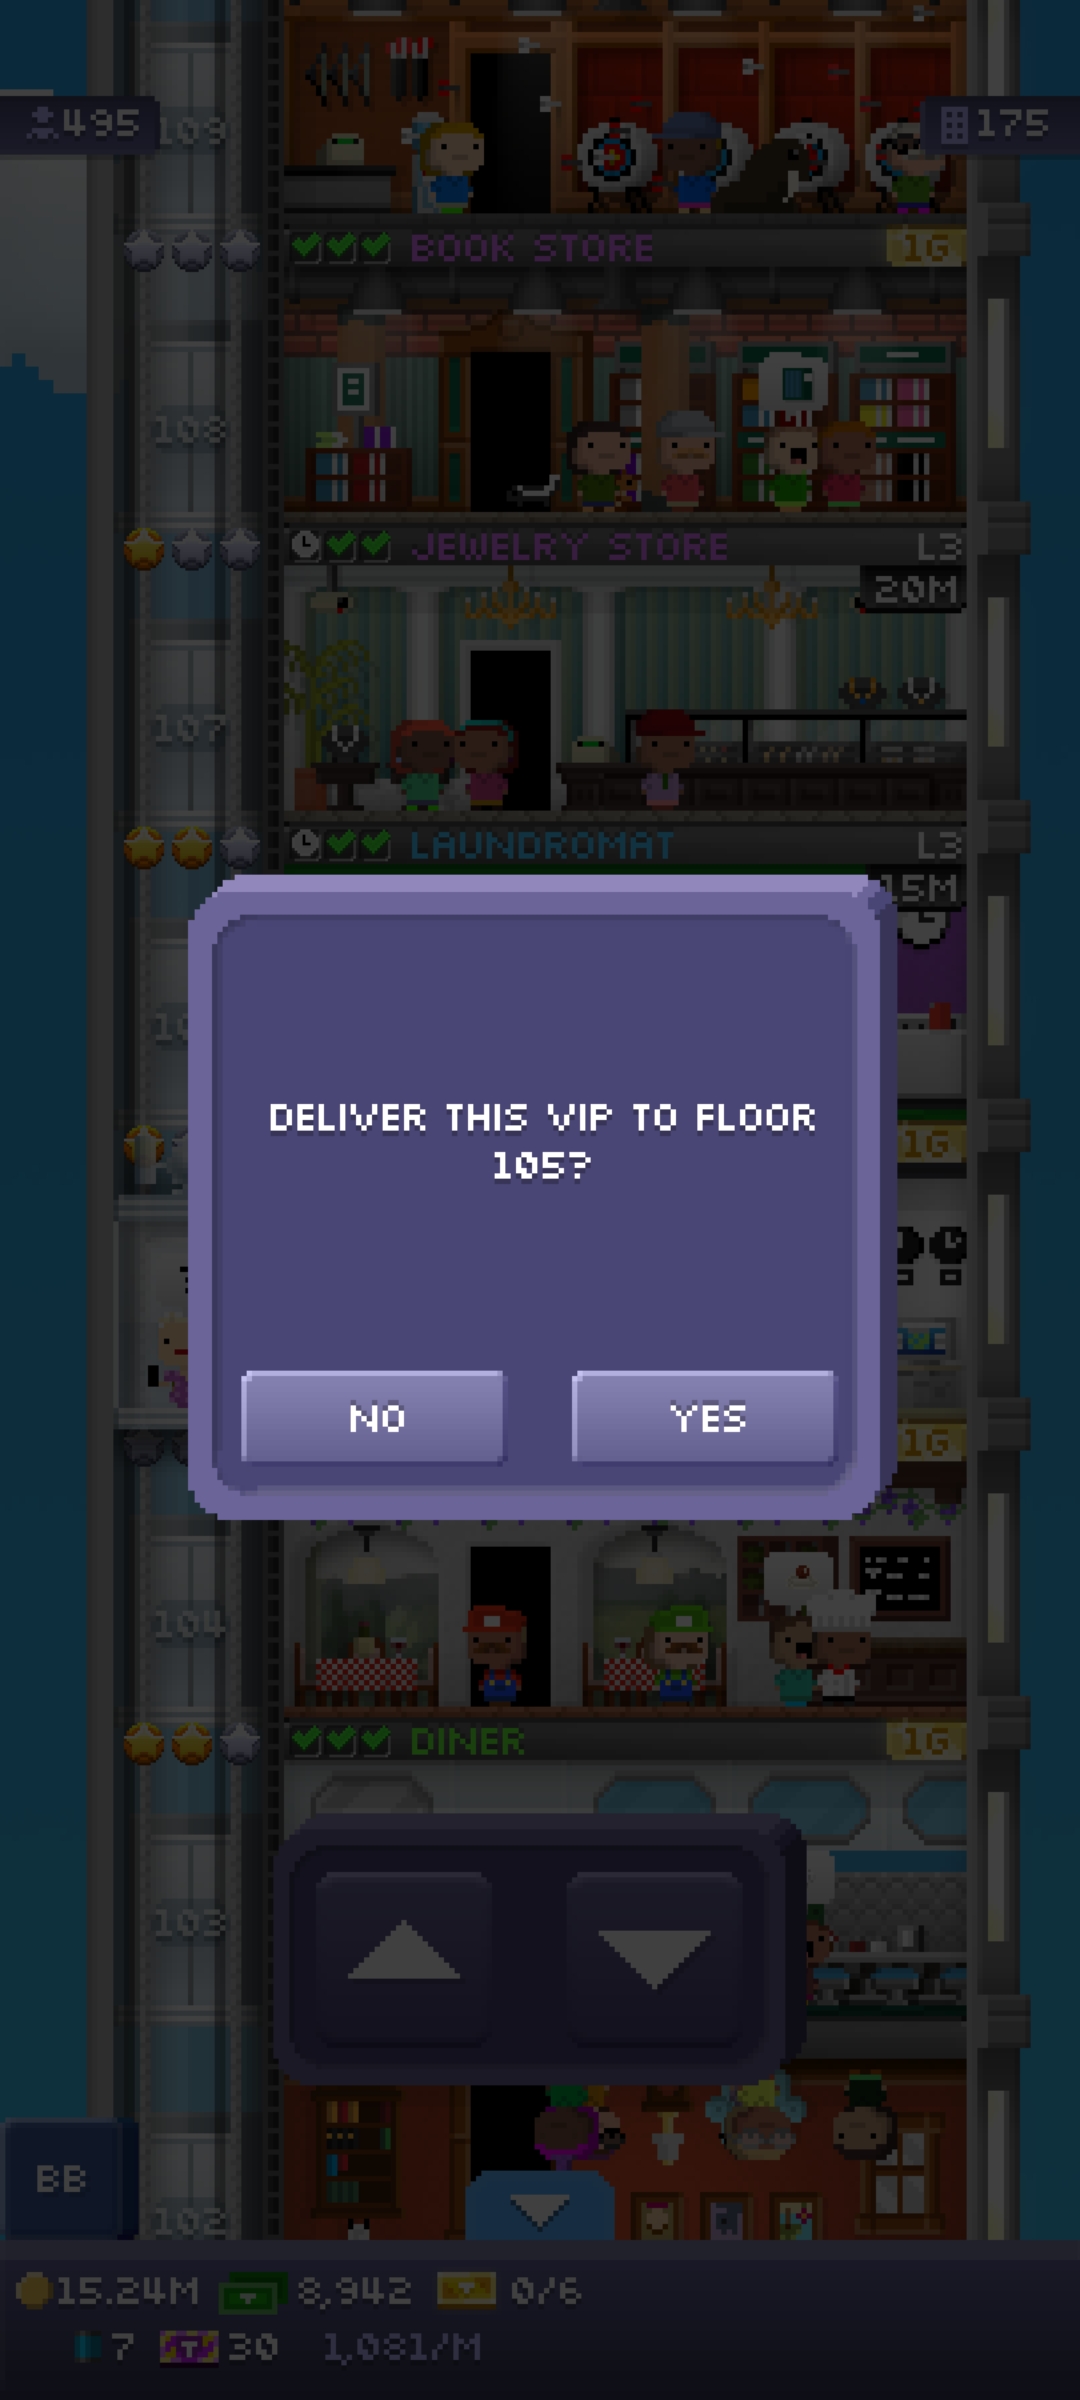 495
109
175
BOOK STORE
1G
108
JEWELRY STORE
L3
20M
107
LAUNDROMAT
L3
15M
1G
DELIVER THIS VIP TO FLOOR
105?
NO
YES
1G
104
DINER
1G
103
BB
102
15.24M
8,942
0/6
7
30
1,081/M